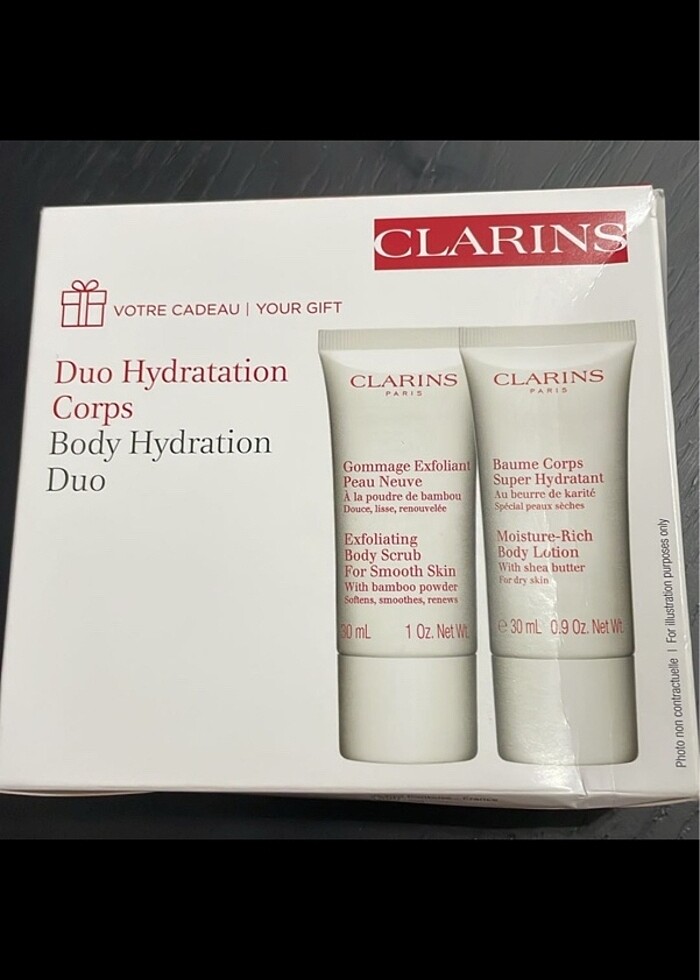 CLARINS
VOTRE CADEAU | YOUR GIFT
Duo Hydratation
Corps
Body Hydration
Duo
CLARINS
PARIS
Gommage Exfoliant
Peau Neuve
À la poudre de bambou
Douce, lisse, renouvelée
Exfoliating
Body Scrub
For Smooth Skin
With bamboo powder
Softens, smoothes, renews
30 mL 1 Oz. Net Wt.
CLARINS
PARIS
Baume Corps
Super Hydratant
Au beurre de karité
Spécial peaux sèches
Moisture-Rich
Body Lotion
With shea butter
For dry skin
℮ 30 mL 0.9 Oz. Net Wt.
Photo non contractuelle | For illustration purposes only
France